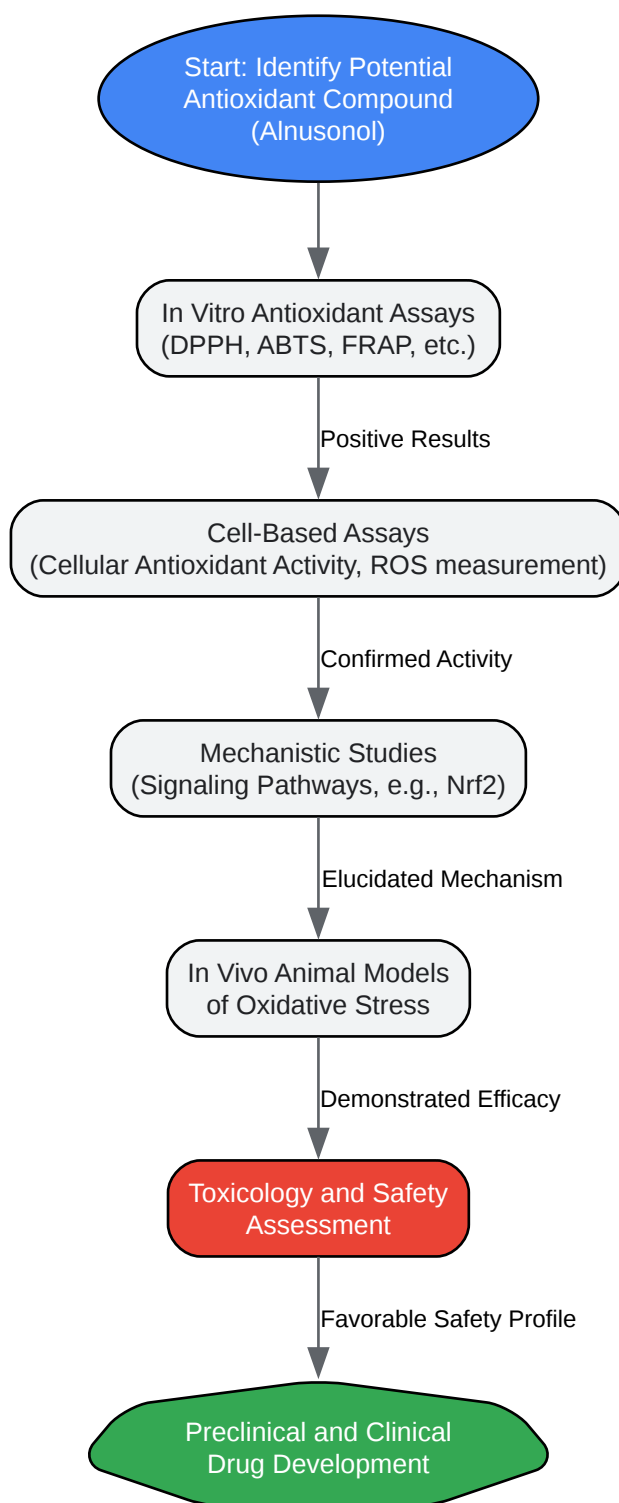 Start: Identify Potential
Antioxidant Compound
(Alnusonol)
In Vitro Antioxidant Assays
(DPPH, ABTS, FRAP, etc.)
Positive Results
Cell-Based Assays
(Cellular Antioxidant Activity, ROS measurement)
Confirmed Activity
Mechanistic Studies
(Signaling Pathways, e.g., Nrf2)
Elucidated Mechanism
In Vivo Animal Models
of Oxidative Stress
Demonstrated Efficacy
Toxicology and Safety
Assessment
Favorable Safety Profile
Preclinical and Clinical
Drug Development